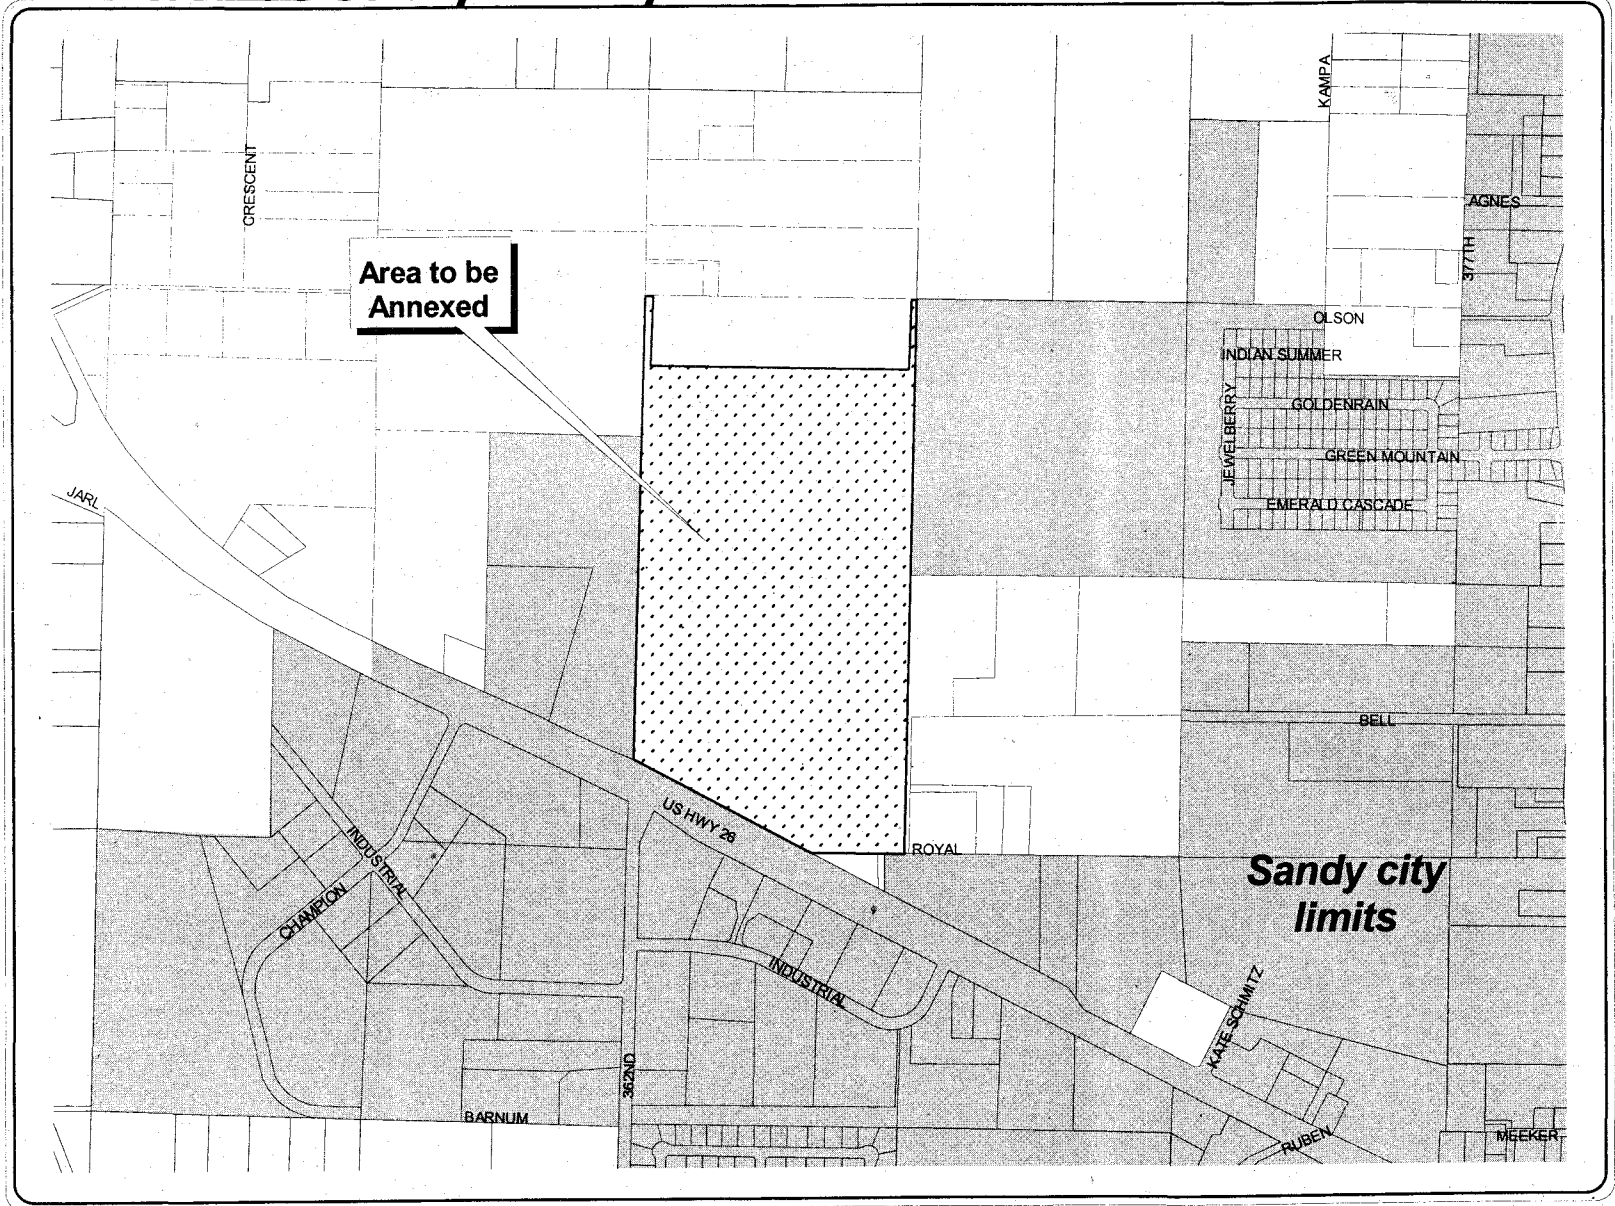 KAMPA
CRESCENT
AGNES
377TH
Area to be
Annexed
OLSON
INDIAN SUMMER
JEWELBERRY
GOLDENRAIN
GREEN MOUNTAIN
EMERALD CASCADE
JARL
BELL
US HWY 26
ROYAL
INDUSTRIAL
CHAMPION
Sandy city
limits
INDUSTRIAL
KATE SCHMITZ
362ND
BARNUM
RUBEN
MEEKER